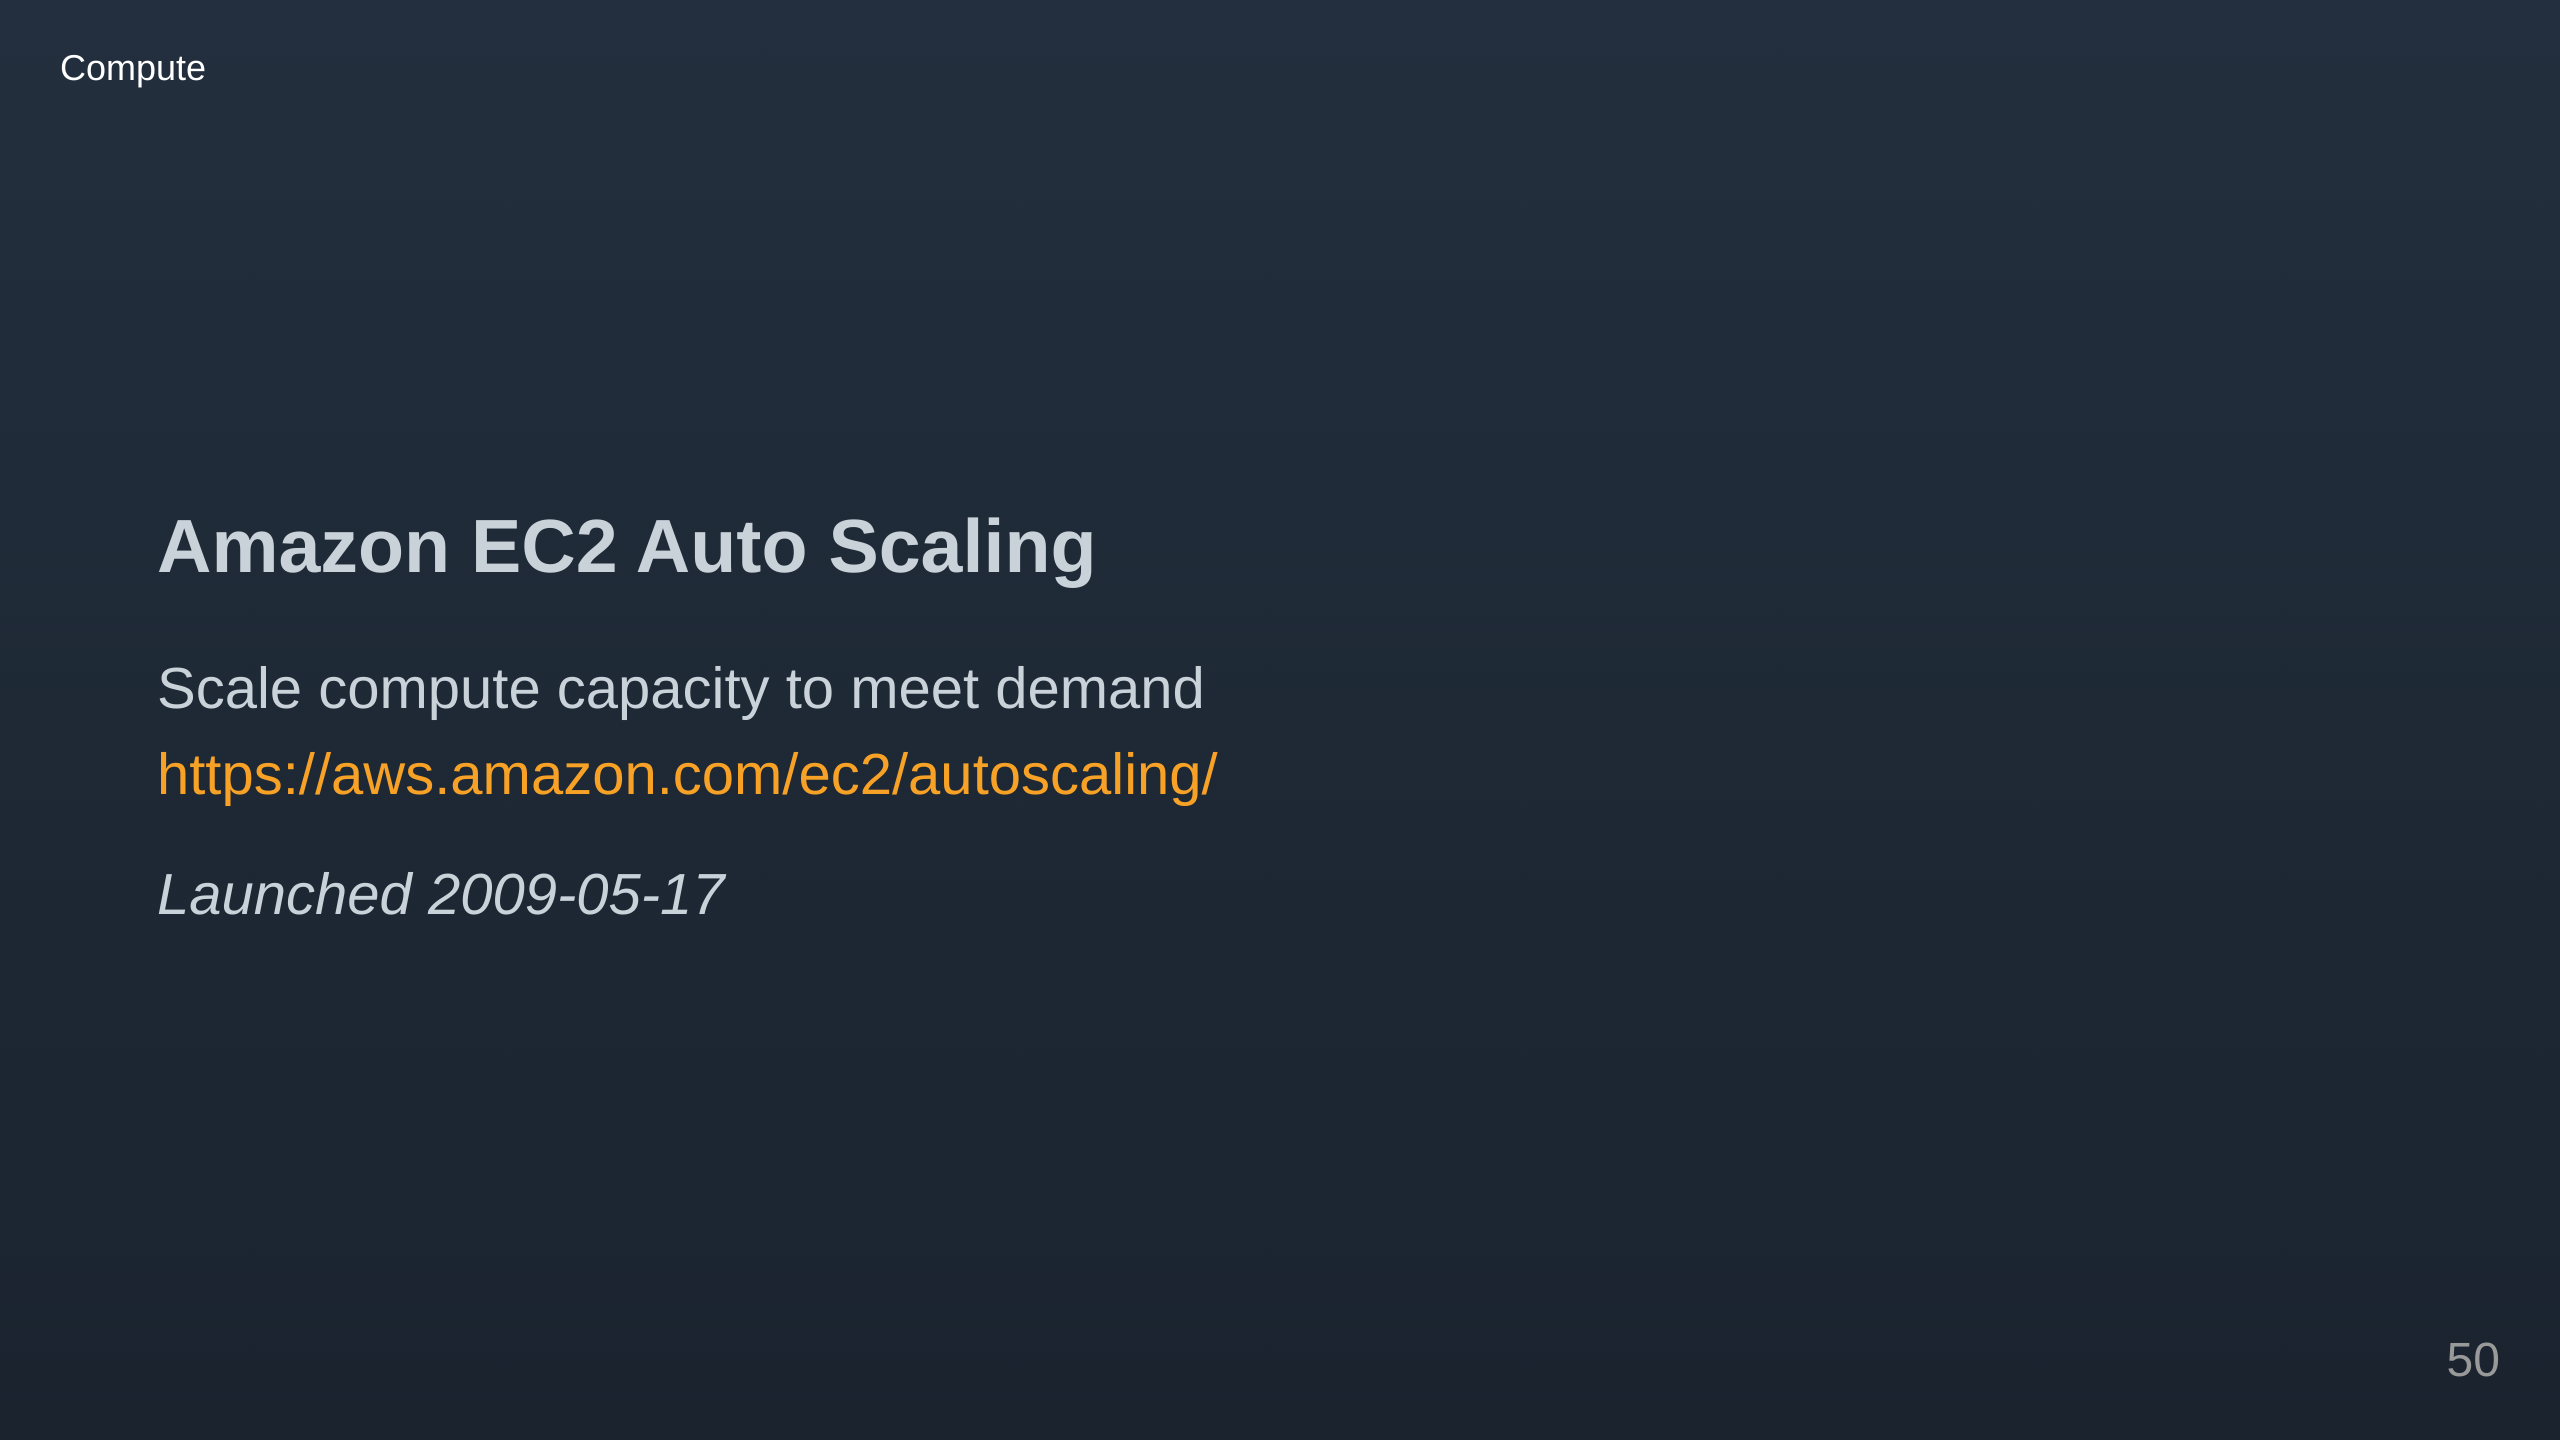 Compute
Amazon EC2 Auto Scaling
Scale compute capacity to meet demand
https://aws.amazon.com/ec2/autoscaling/
Launched 2009-05-17
50